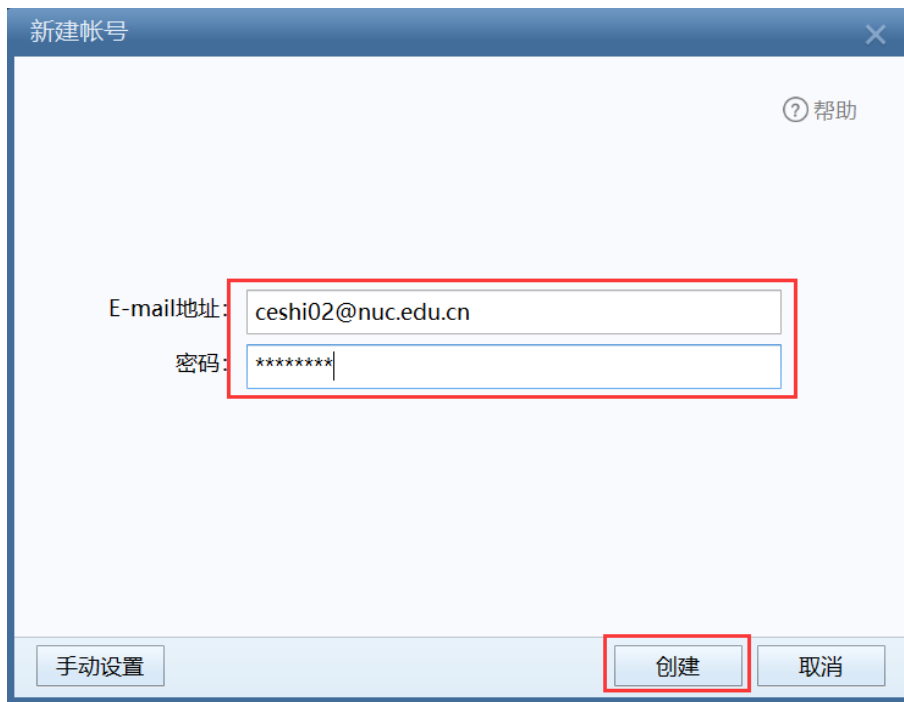 新建帐号
帮助
E-mail地址: ceshi02@nuc.edu.cn
密码: ********
手动设置 创建 取消